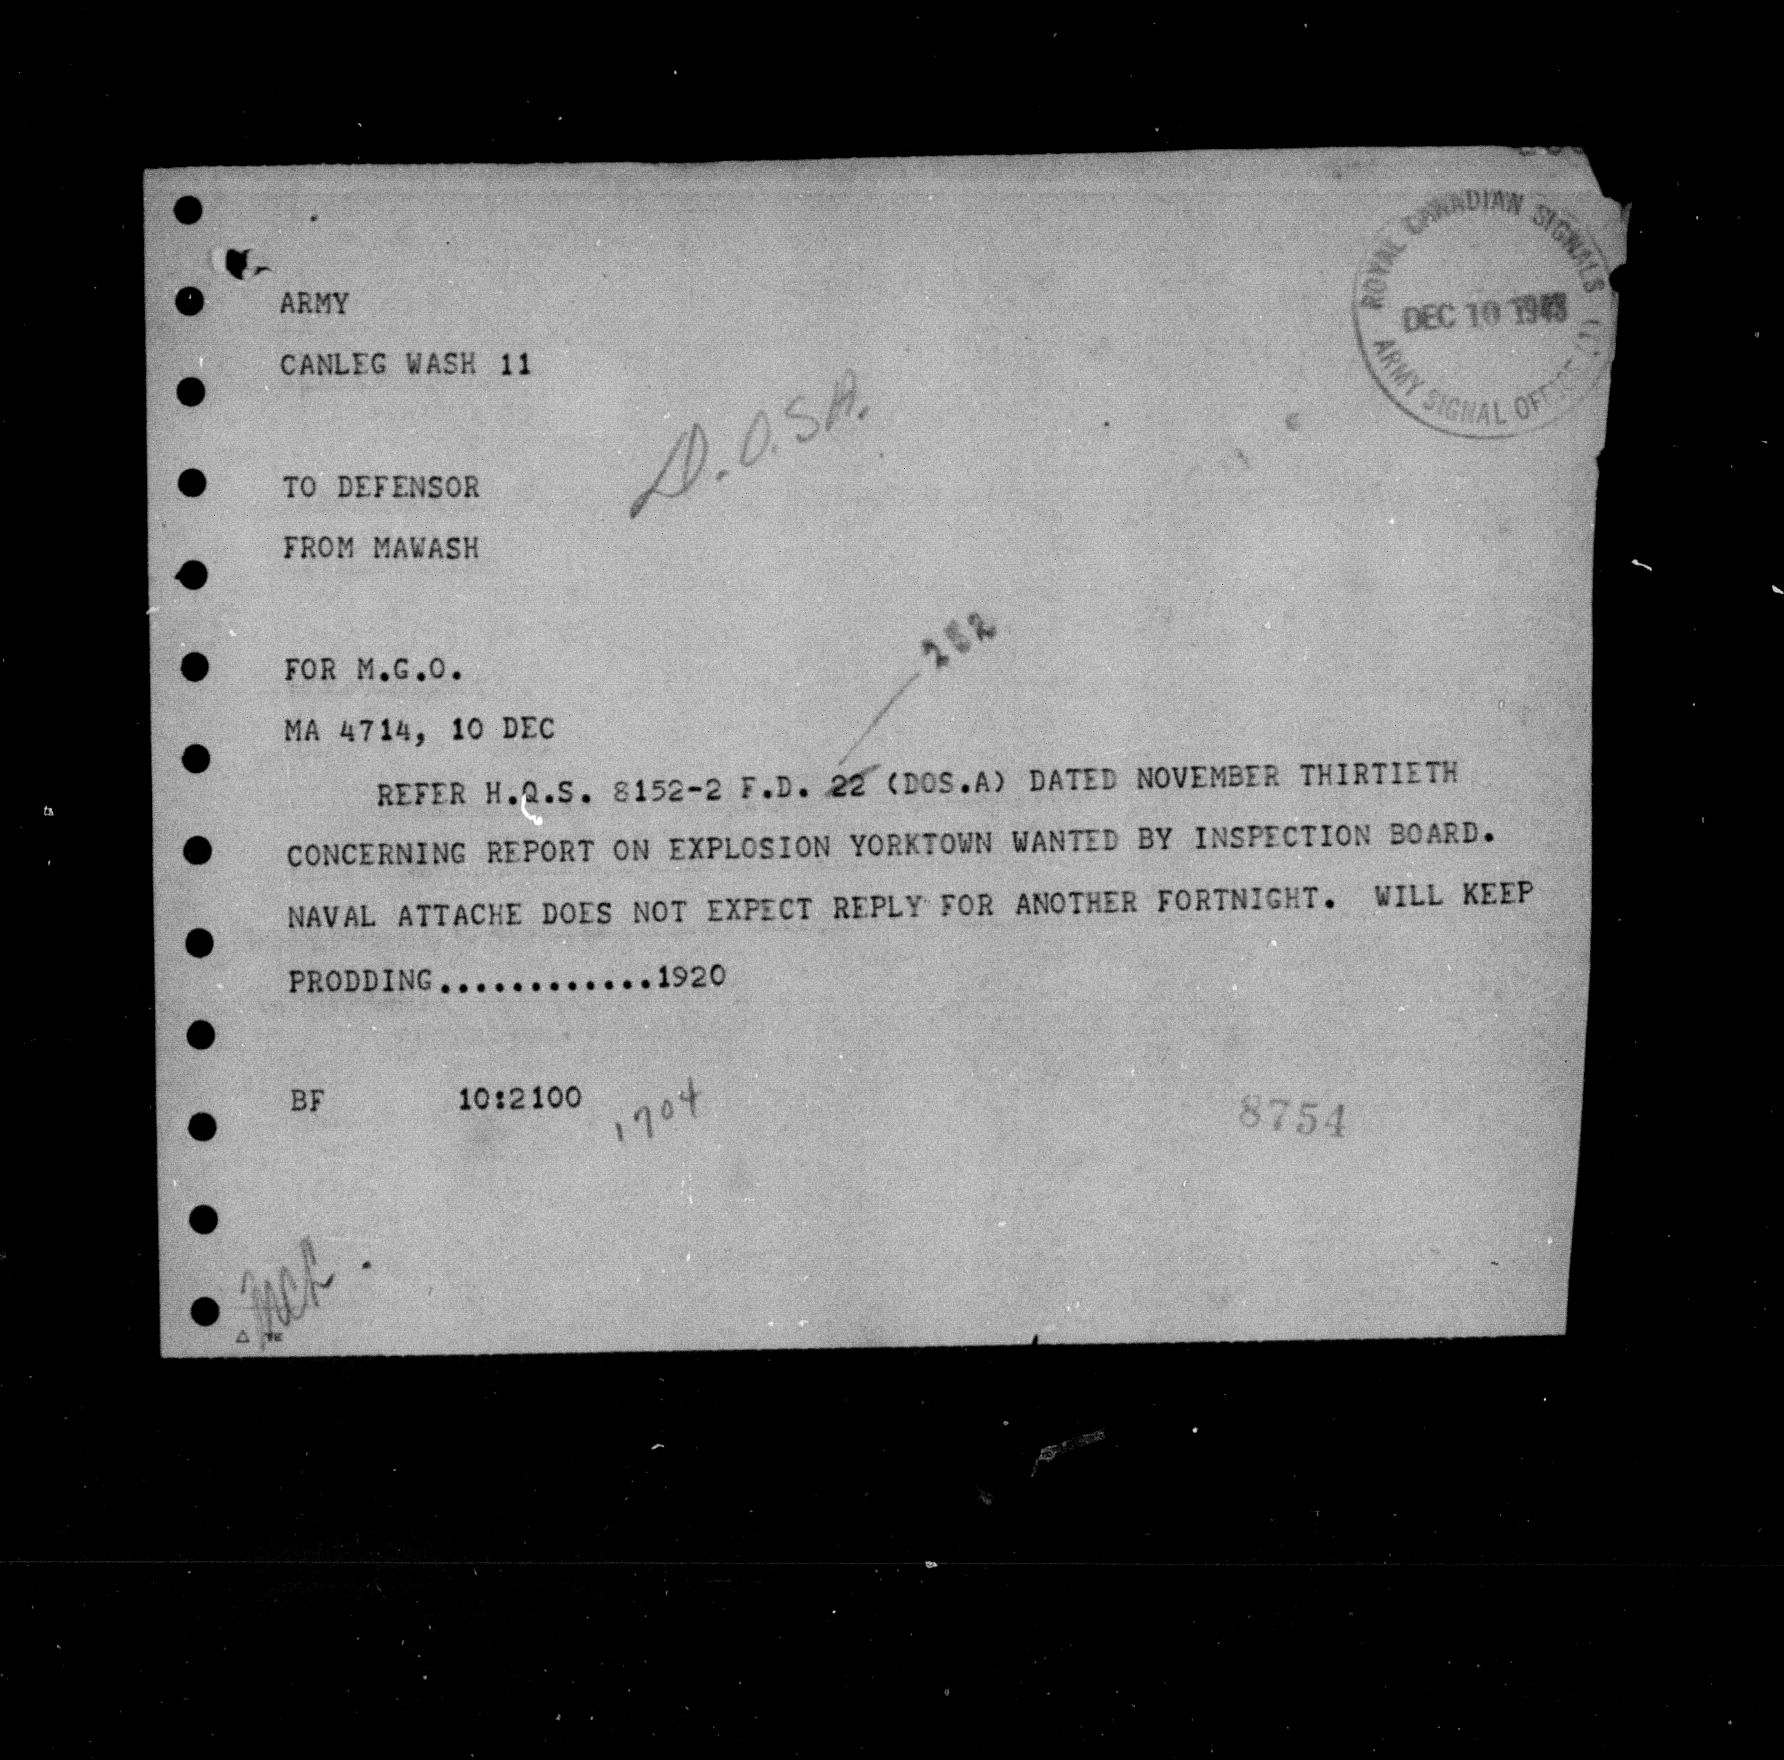 ROYAL CANADIAN SIGNALS
DEC 10 1943
ARMY SIGNAL OFFICE
ARMY
CANLEG WASH 11
D.O.S.A.
TO DEFENSOR
FROM MAWASH
252
FOR M.G.O.
MA 4714, 10 DEC
REFER H.Q.S. 8152-2 F.D. 22 (DOS.A) DATED NOVEMBER THIRTIETH
CONCERNING REPORT ON EXPLOSION YORKTOWN WANTED BY INSPECTION BOARD.
NAVAL ATTACHE DOES NOT EXPECT REPLY FOR ANOTHER FORTNIGHT. WILL KEEP
PRODDING.............1920
BF 10:2100
1704
8754